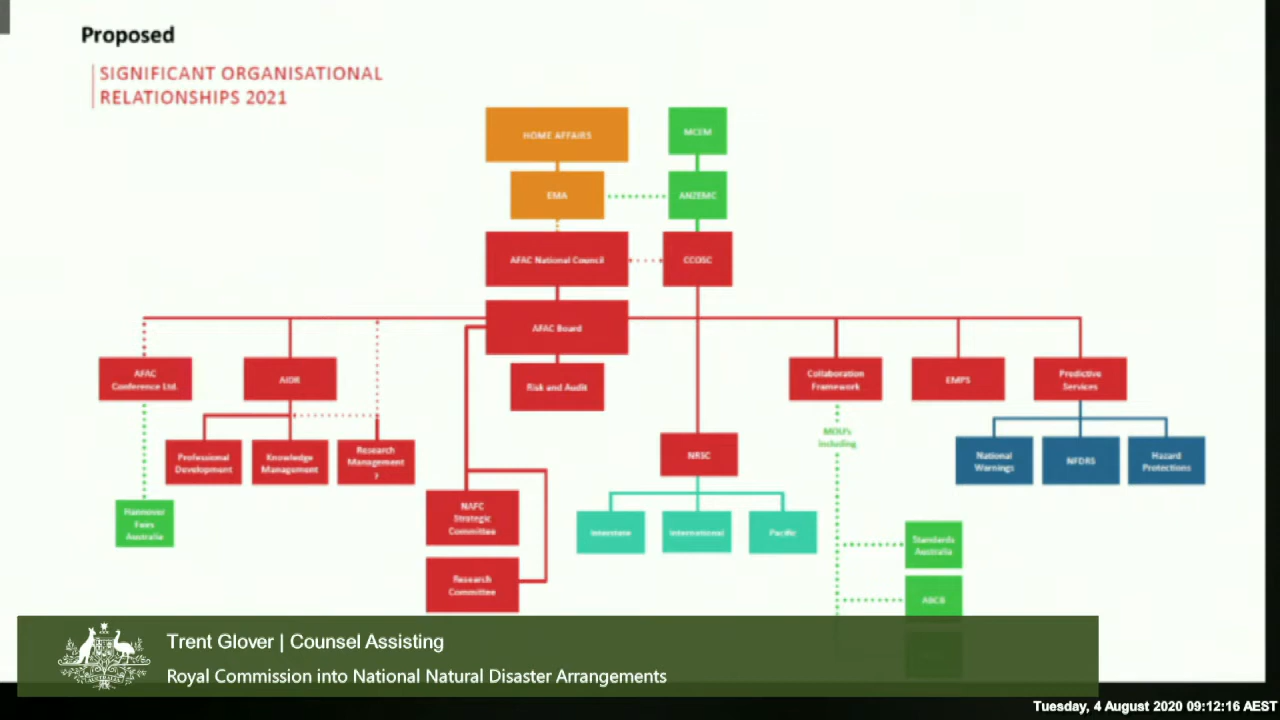 Proposed
SIGNIFICANT ORGANISATIONAL
RELATIONSHIPS 2021
HOME AFFAIRS
MCEM
EMA
ANZEMC
AFAC National Council
CCOSC
AFAC Board
AFAC
Conference Ltd.
AIDR
Risk and Audit
Collaboration
Framework
EMPS
Predictive
Services
MOU's
including
Professional
Development
Knowledge
Management
Research
Management
?
NRSC
National
Warnings
NFDRS
Hazard
Protections
Hannover
Fairs
Australia
NAFC
Strategic
Committee
Interstate
International
Pacific
Standards
Australia
Research
Committee
ABCB
Trent Glover | Counsel Assisting
Royal Commission into National Natural Disaster Arrangements
Tuesday, 4 August 2020 09:12:16 AEST